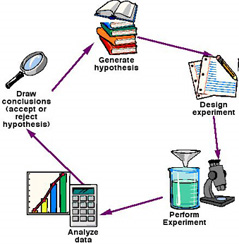 Generate
hypothesis
Design
experiment
Perform
Experiment
Analyze
data
Draw
conclusions
(accept or
reject
hypothesis)